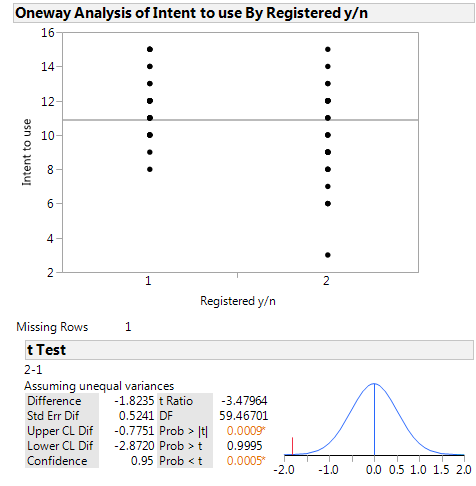 Oneway Analysis of Intent to use By Registered y/n
16
14
12
10
8
6
4
2
Intent to use
1 2
Registered y/n
Missing Rows 1
t Test
2-1
Assuming unequal variances
Difference -1.8235 t Ratio -3.47964
Std Err Dif 0.5241 DF 59.46701
Upper CL Dif -0.7751 Prob > |t| 0.0009*
Lower CL Dif -2.8720 Prob > t 0.9995
Confidence 0.95 Prob < t 0.0005*
-2.0 -1.0 0.0 0.5 1.0 1.5 2.0